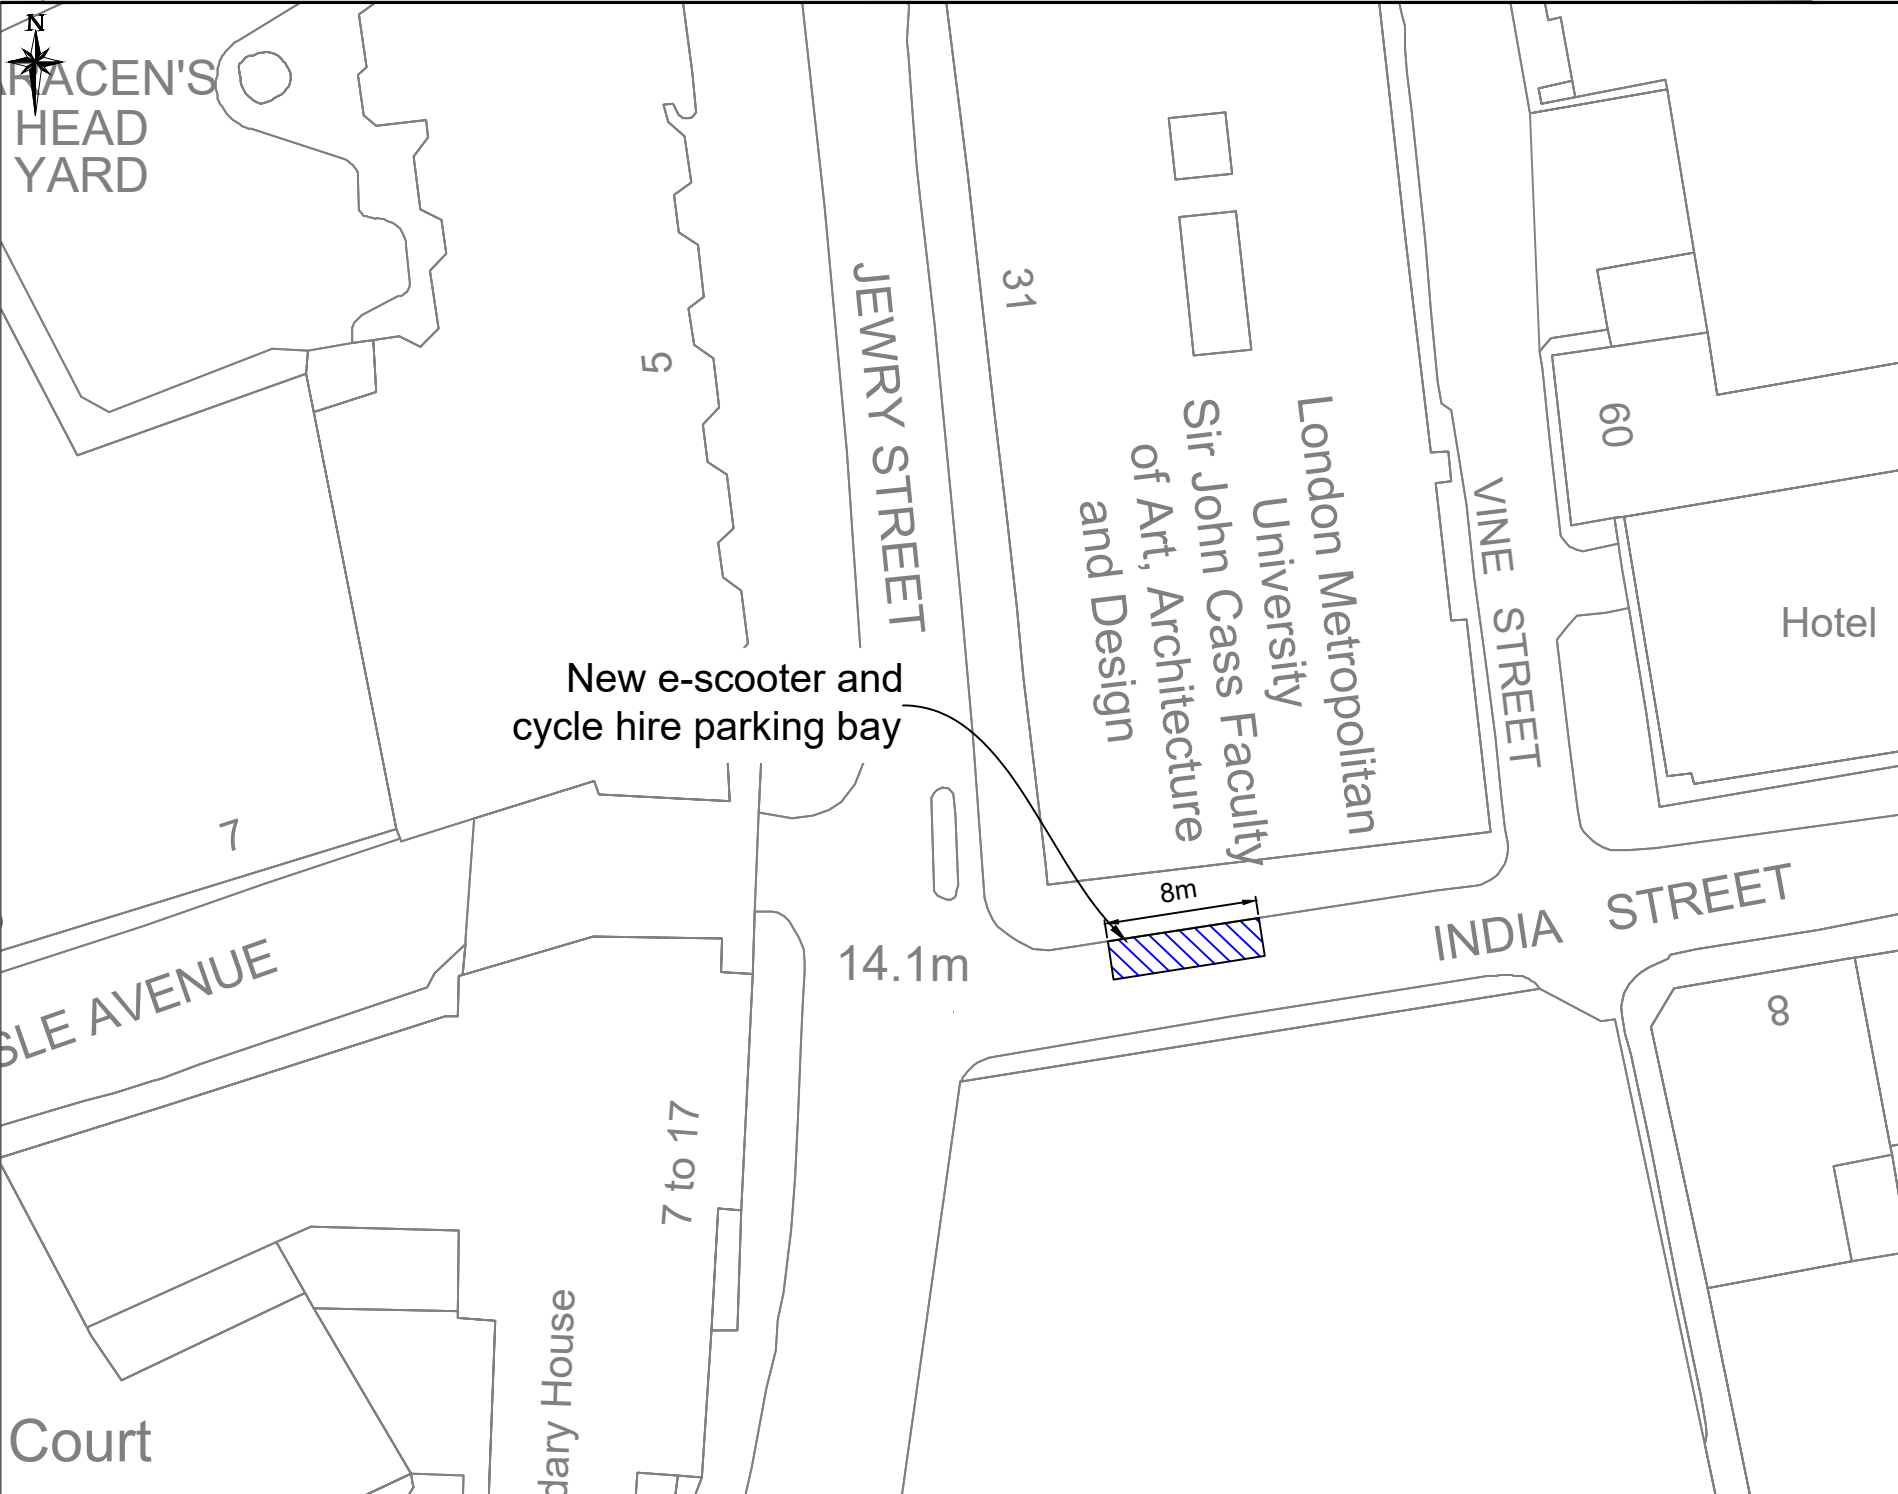 N
ARACEN'S
HEAD
YARD
JEWRY STREET
31
5
London Metropolitan
University
Sir John Cass Faculty
of Art, Architecture
and Design
60
VINE STREET
Hotel
New e-scooter and
cycle hire parking bay
7
8m
INDIA STREET
14.1m
SLE AVENUE
8
7 to 17
dary House
Court